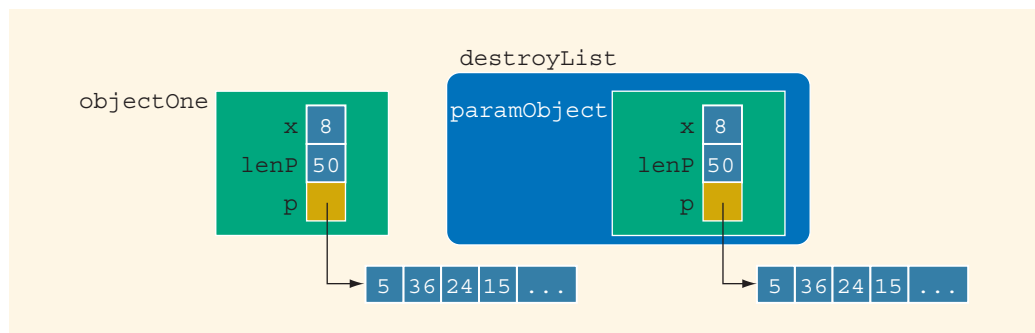 destroyList
objectOne
paramObject
x 8
x 8
lenP 50
lenP 50
p
p
5 36 24 15 ...
5 36 24 15 ...